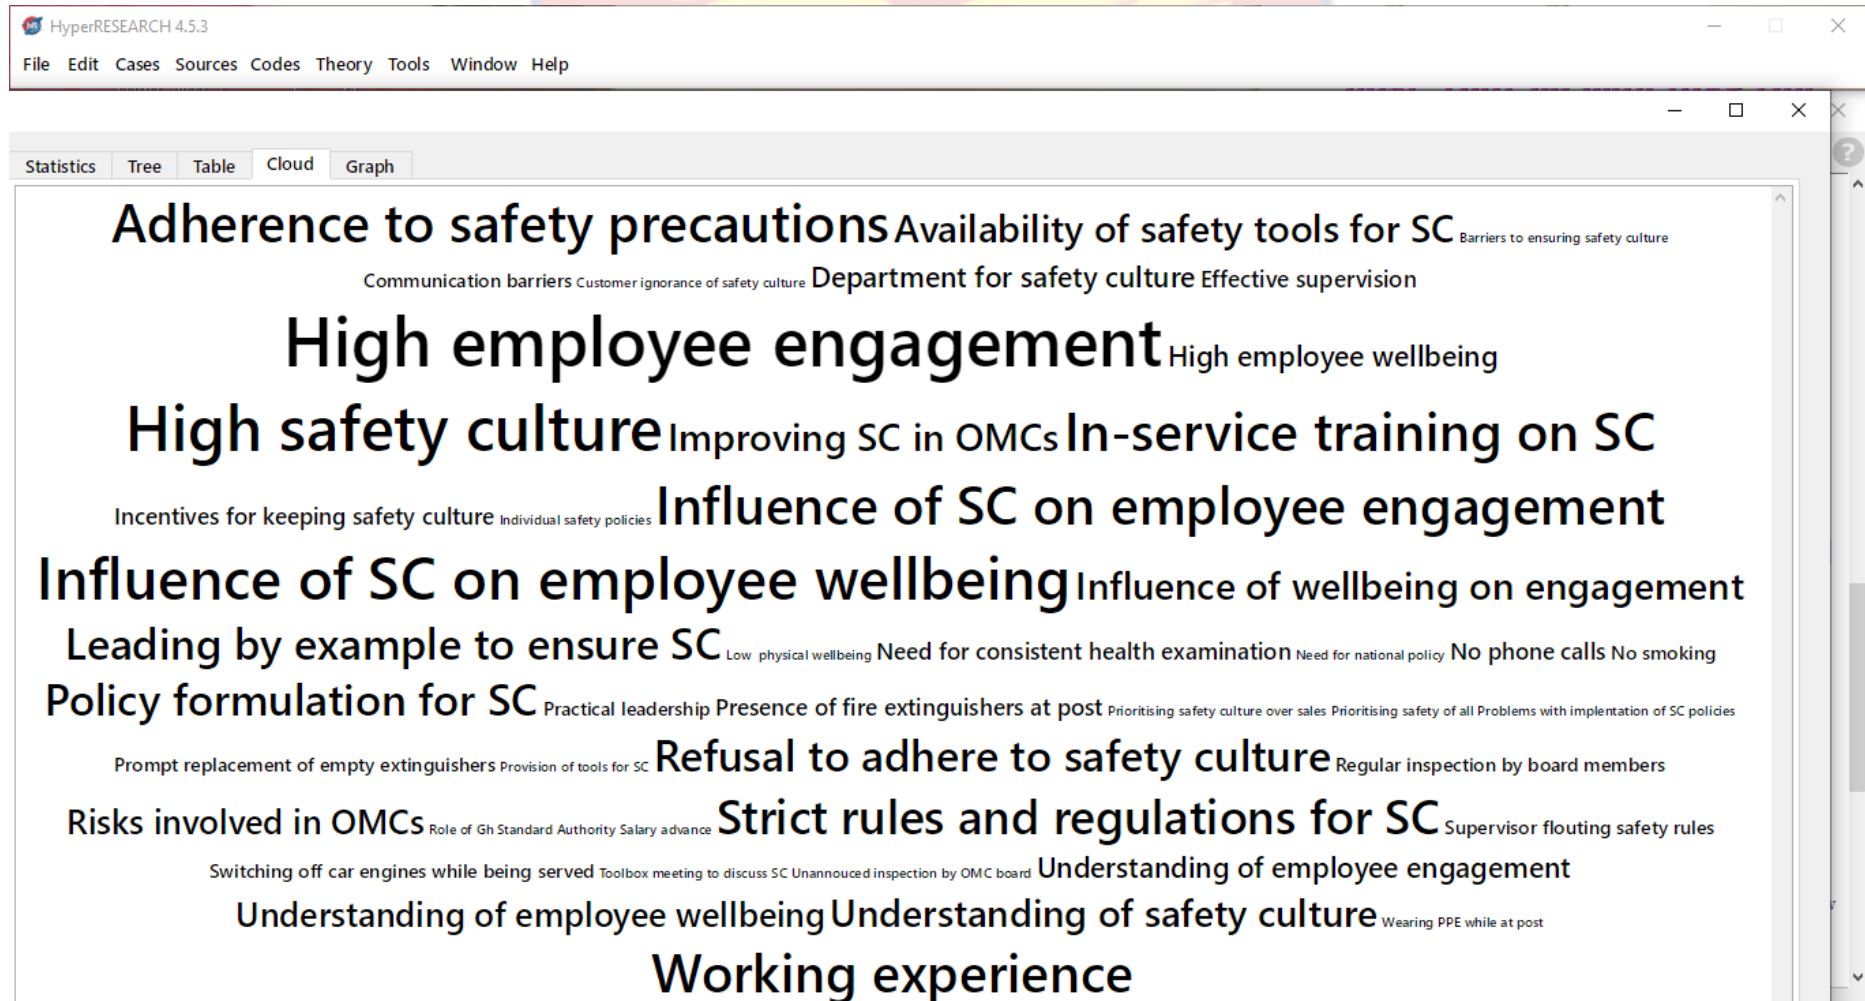 HyperRESEARCH 4.5.3
File Edit Cases Sources Codes Theory Tools Window Help
Statistics Tree Table Cloud Graph
Adherence to safety precautions Availability of safety tools for SC Barriers to ensuring safety culture
Communication barriers Customer ignorance of safety culture Department for safety culture Effective supervision
High employee engagement High employee wellbeing
High safety culture Improving SC in OMCs In-service training on SC
Incentives for keeping safety culture Individual safety policies Influence of SC on employee engagement
Influence of SC on employee wellbeing Influence of wellbeing on engagement
Leading by example to ensure SC Low physical wellbeing Need for consistent health examination Need for national policy No phone calls No smoking
Policy formulation for SC Practical leadership Presence of fire extinguishers at post Prioritising safety culture over sales Prioritising safety of all Problems with implentation of SC policies
Prompt replacement of empty extinguishers Provision of tools for SC Refusal to adhere to safety culture Regular inspection by board members
Risks involved in OMCs Role of Gh Standard Authority Salary advance Strict rules and regulations for SC Supervisor flouting safety rules
Switching off car engines while being served Toolbox meeting to discuss SC Unannouced inspection by OMC board Understanding of employee engagement
Understanding of employee wellbeing Understanding of safety culture Wearing PPE while at post
Working experience